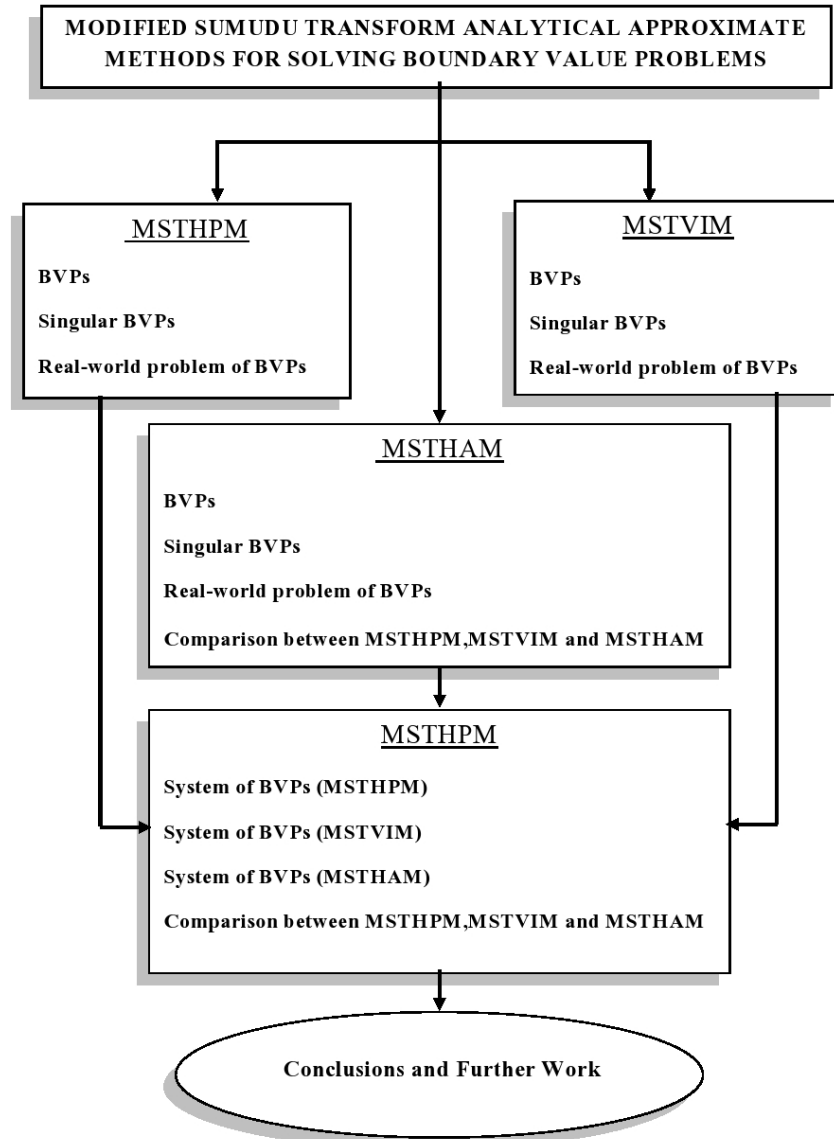 MODIFIED SUMUDU TRANSFORM ANALYTICAL APPROXIMATE
METHODS FOR SOLVING BOUNDARY VALUE PROBLEMS
MSTHPM
BVPs
Singular BVPs
Real-world problem of BVPs
MSTVIM
BVPs
Singular BVPs
Real-world problem of BVPs
MSTHAM
BVPs
Singular BVPs
Real-world problem of BVPs
Comparison between MSTHPM,MSTVIM and MSTHAM
MSTHPM
System of BVPs (MSTHPM)
System of BVPs (MSTVIM)
System of BVPs (MSTHAM)
Comparison between MSTHPM,MSTVIM and MSTHAM
Conclusions and Further Work